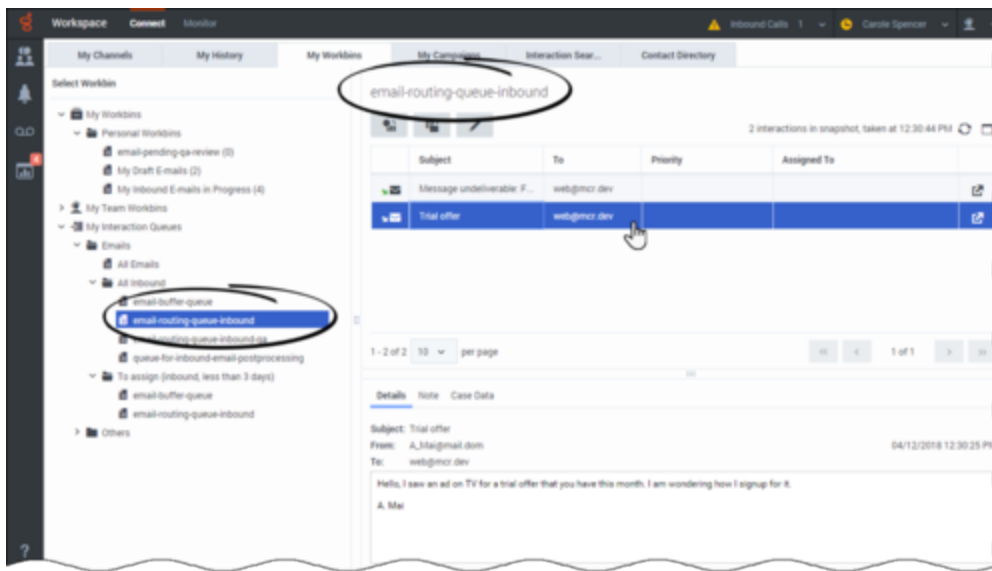 Workspace Connect Monitor Inbound Calls 1 Carole Spencer
My Channels My History My Workbins My Campaigns Interaction Sear... Contact Directory
Select Workbin
email-routing-queue-inbound
My Workbins
Personal Workbins
email-pending-qa-review (0)
My Draft E-mails (2)
My Inbound E-mails in Progress (4)
My Team Workbins
My Interaction Queues
Emails
All Emails
All Inbound
email-buffer-queue
email-routing-queue-inbound
email-routing-queue-inbound-qa
queue-for-inbound-email-postprocessing
To assign (inbound, less than 3 days)
email-buffer-queue
email-routing-queue-inbound
Others
4
?
2 interactions in snapshot, taken at 12:30:44 PM
Subject To Priority Assigned To
Message undeliverable: F... web@mcr.dev
Trial offer web@mcr.dev
1 - 2 of 2 10 per page 1 of 1
Details Note Case Data
Subject: Trial offer
From: A_Mai@mail.dom 04/12/2018 12:30:25 PM
To: web@mcr.dev
Hello, I saw an ad on TV for a trial offer that you have this month. I am wondering how I signup for it.
A. Mai